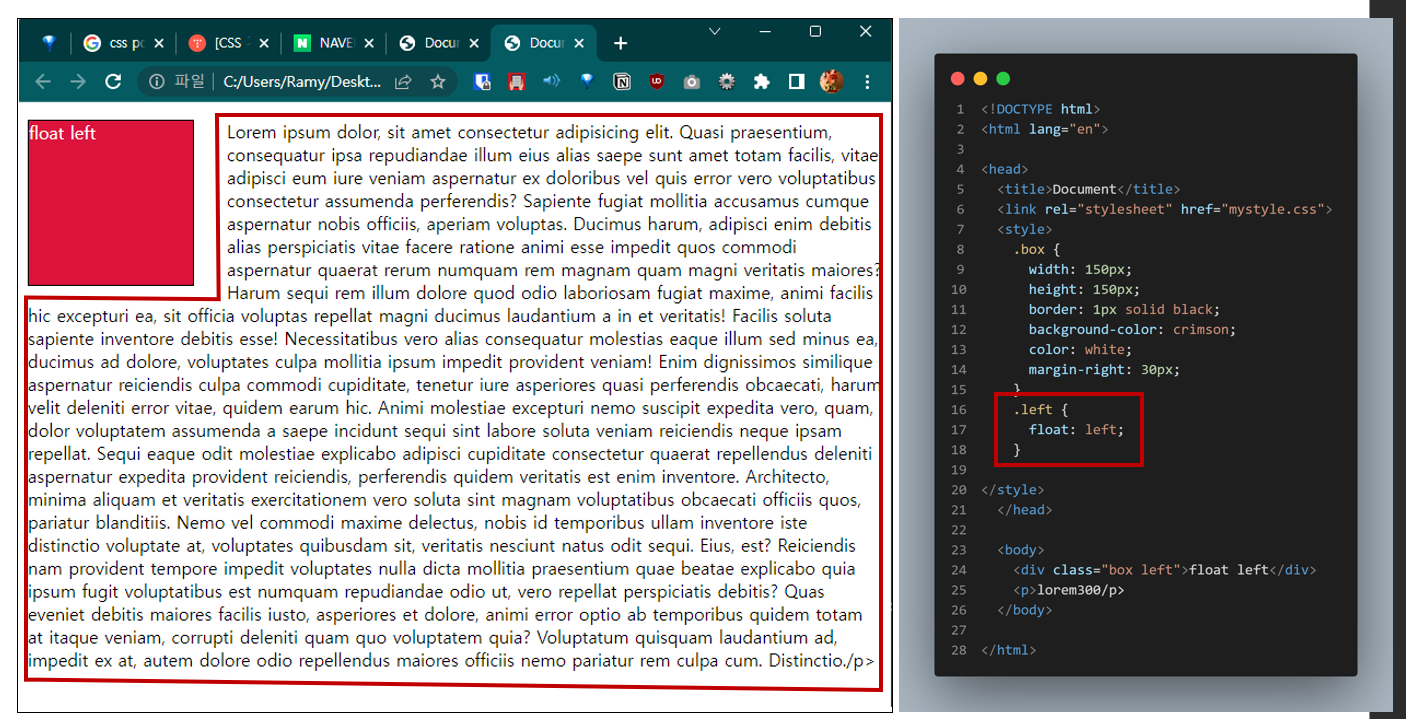 css po
[CSS
NAVE
Docu
Docu
파일
C:/Users/Ramy/Deskt...
float left
Lorem ipsum dolor, sit amet consectetur adipisicing elit. Quasi praesentium,
consequatur ipsa repudiandae illum eius alias saepe sunt amet totam facilis, vitae
adipisci eum iure veniam aspernatur ex doloribus vel quis error vero voluptatibus
consectetur assumenda perferendis? Sapiente fugiat mollitia accusamus cumque
aspernatur nobis officiis, aperiam voluptas. Ducimus harum, adipisci enim debitis
alias perspiciatis vitae facere ratione animi esse impedit quos commodi
aspernatur quaerat rerum numquam rem magnam quam magni veritatis maiores?
Harum sequi rem illum dolore quod odio laboriosam fugiat maxime, animi facilis
hic excepturi ea, sit officia voluptas repellat magni ducimus laudantium a in et veritatis! Facilis soluta
sapiente inventore debitis esse! Necessitatibus vero alias consequatur molestias eaque illum sed minus ea,
ducimus ad dolore, voluptates culpa mollitia ipsum impedit provident veniam! Enim dignissimos similique
aspernatur reiciendis culpa commodi cupiditate, tenetur iure asperiores quasi perferendis obcaecati, harum
velit deleniti error vitae, quidem earum hic. Animi molestiae excepturi nemo suscipit expedita vero, quam,
dolor voluptatem assumenda a saepe incidunt sequi sint labore soluta veniam reiciendis neque ipsam
repellat. Sequi eaque odit molestiae explicabo adipisci cupiditate consectetur quaerat repellendus deleniti
aspernatur expedita provident reiciendis, perferendis quidem veritatis est enim inventore. Architecto,
minima aliquam et veritatis exercitationem vero soluta sint magnam voluptatibus obcaecati officiis quos,
pariatur blanditiis. Nemo vel commodi maxime delectus, nobis id temporibus ullam inventore iste
distinctio voluptate at, voluptates quibusdam sit, veritatis nesciunt natus odit sequi. Eius, est? Reiciendis
nam provident tempore impedit voluptates nulla dicta mollitia praesentium quae beatae explicabo quia
ipsum fugit voluptatibus est numquam repudiandae odio ut, vero repellat perspiciatis debitis? Quas
eveniet debitis maiores facilis iusto, asperiores et dolore, animi error optio ab temporibus quidem totam
at itaque veniam, corrupti deleniti quam quo voluptatem quia? Voluptatum quisquam laudantium ad,
impedit ex at, autem dolore odio repellendus maiores officiis nemo pariatur rem culpa cum. Distinctio./p>
1 <!DOCTYPE html>
2 <html lang="en">
3
4 <head>
5 <title>Document</title>
6 <link rel="stylesheet" href="mystyle.css">
7 <style>
8 .box {
9 width: 150px;
10 height: 150px;
11 border: 1px solid black;
12 background-color: crimson;
13 color: white;
14 margin-right: 30px;
15 }
16 .left {
17 float: left;
18 }
19
20 </style>
21 </head>
22
23 <body>
24 <div class="box left">float left</div>
25 <p>lorem300/p>
26 </body>
27
28 </html>